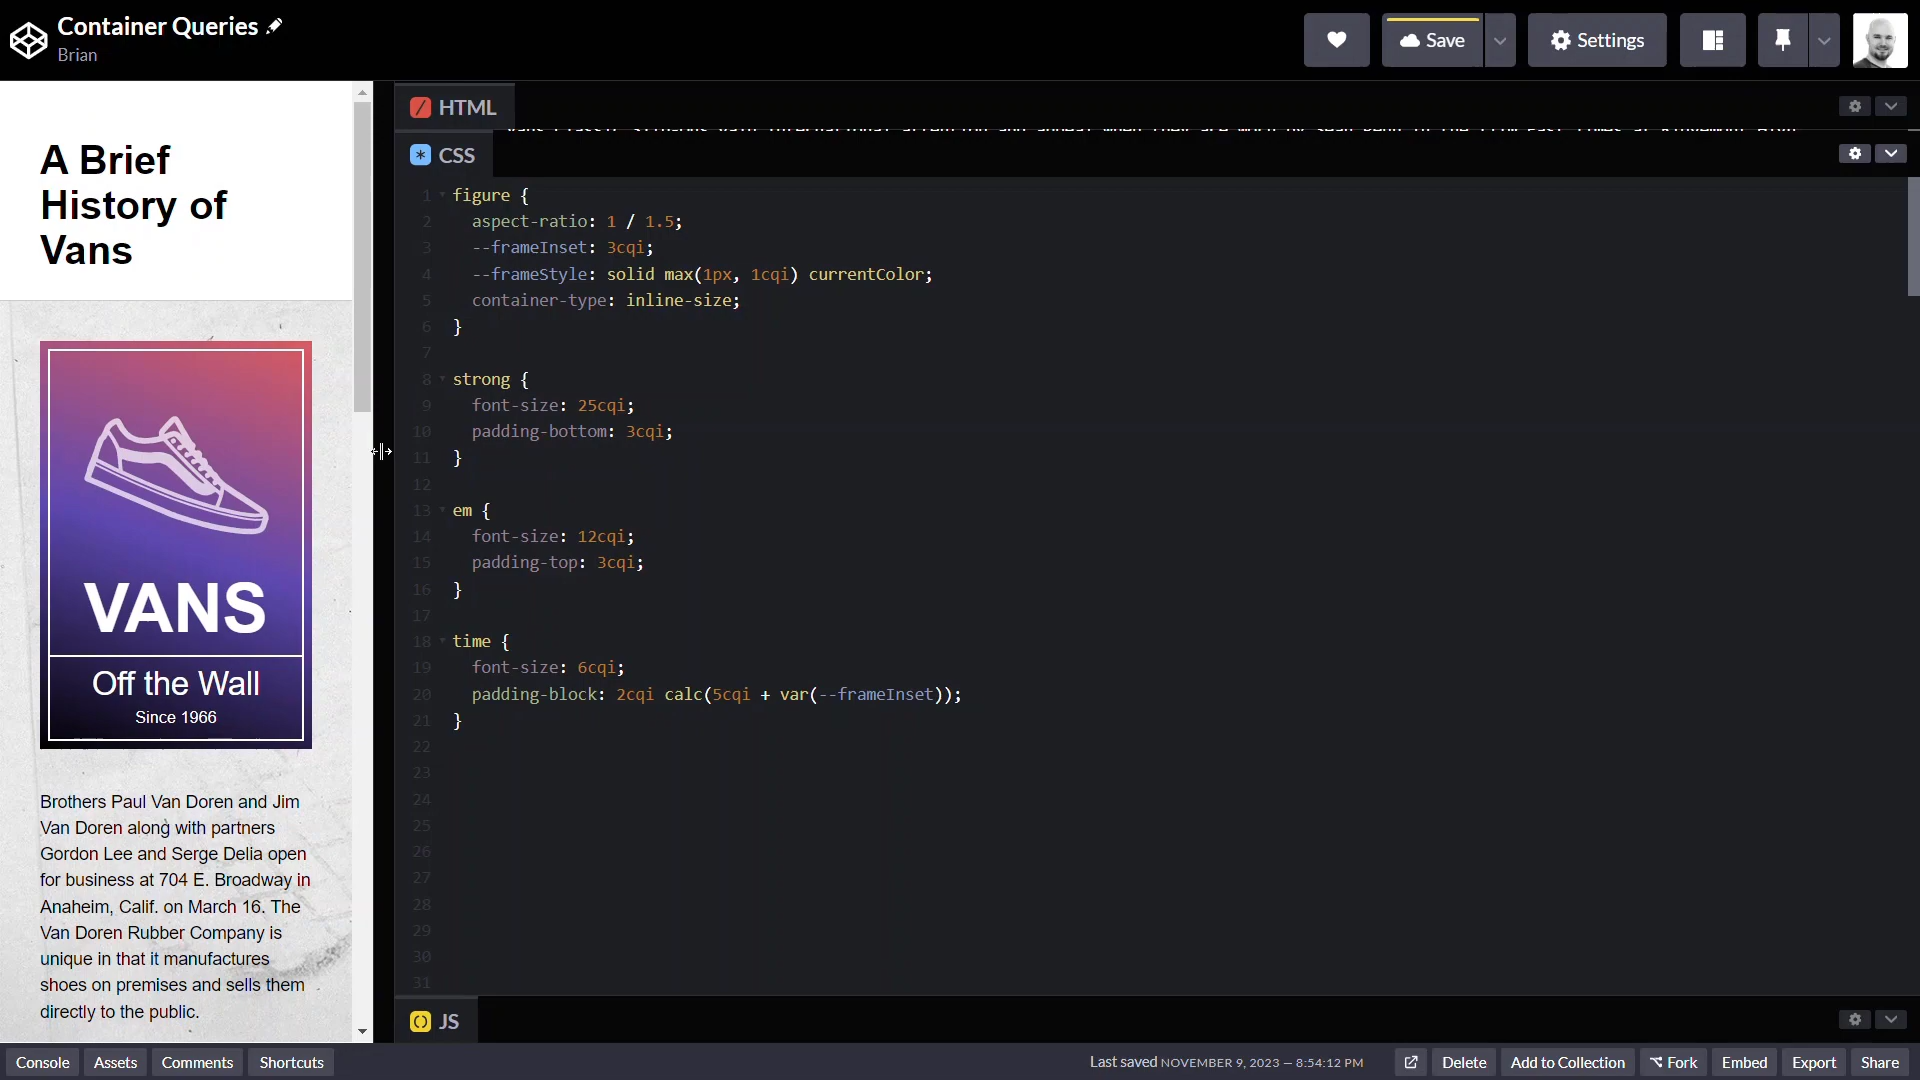 Container Queries
Brian
Save
Settings
A Brief
History of
Vans
VANS
Off the Wall
Since 1966
Brothers Paul Van Doren and Jim
Van Doren along with partners
Gordon Lee and Serge Delia open
for business at 704 E. Broadway in
Anaheim, Calif. on March 16. The
Van Doren Rubber Company is
unique in that it manufactures
shoes on premises and sells them
directly to the public.
HTML
CSS
1 figure {
2 aspect-ratio: 1 / 1.5;
3 --frameInset: 3cqi;
4 --frameStyle: solid max(1px, 1cqi) currentColor;
5 container-type: inline-size;
6 }
7
8 strong {
9 font-size: 25cqi;
10 padding-bottom: 3cqi;
11 }
12
13 em {
14 font-size: 12cqi;
15 padding-top: 3cqi;
16 }
17
18 time {
19 font-size: 6cqi;
20 padding-block: 2cqi calc(5cqi + var(--frameInset));
21 }
22
23
24
25
26
27
28
29
30
31
JS
Console Assets Comments Shortcuts
Last saved NOVEMBER 9, 2023 — 8:54:12 PM
Delete Add to Collection Fork Embed Export Share